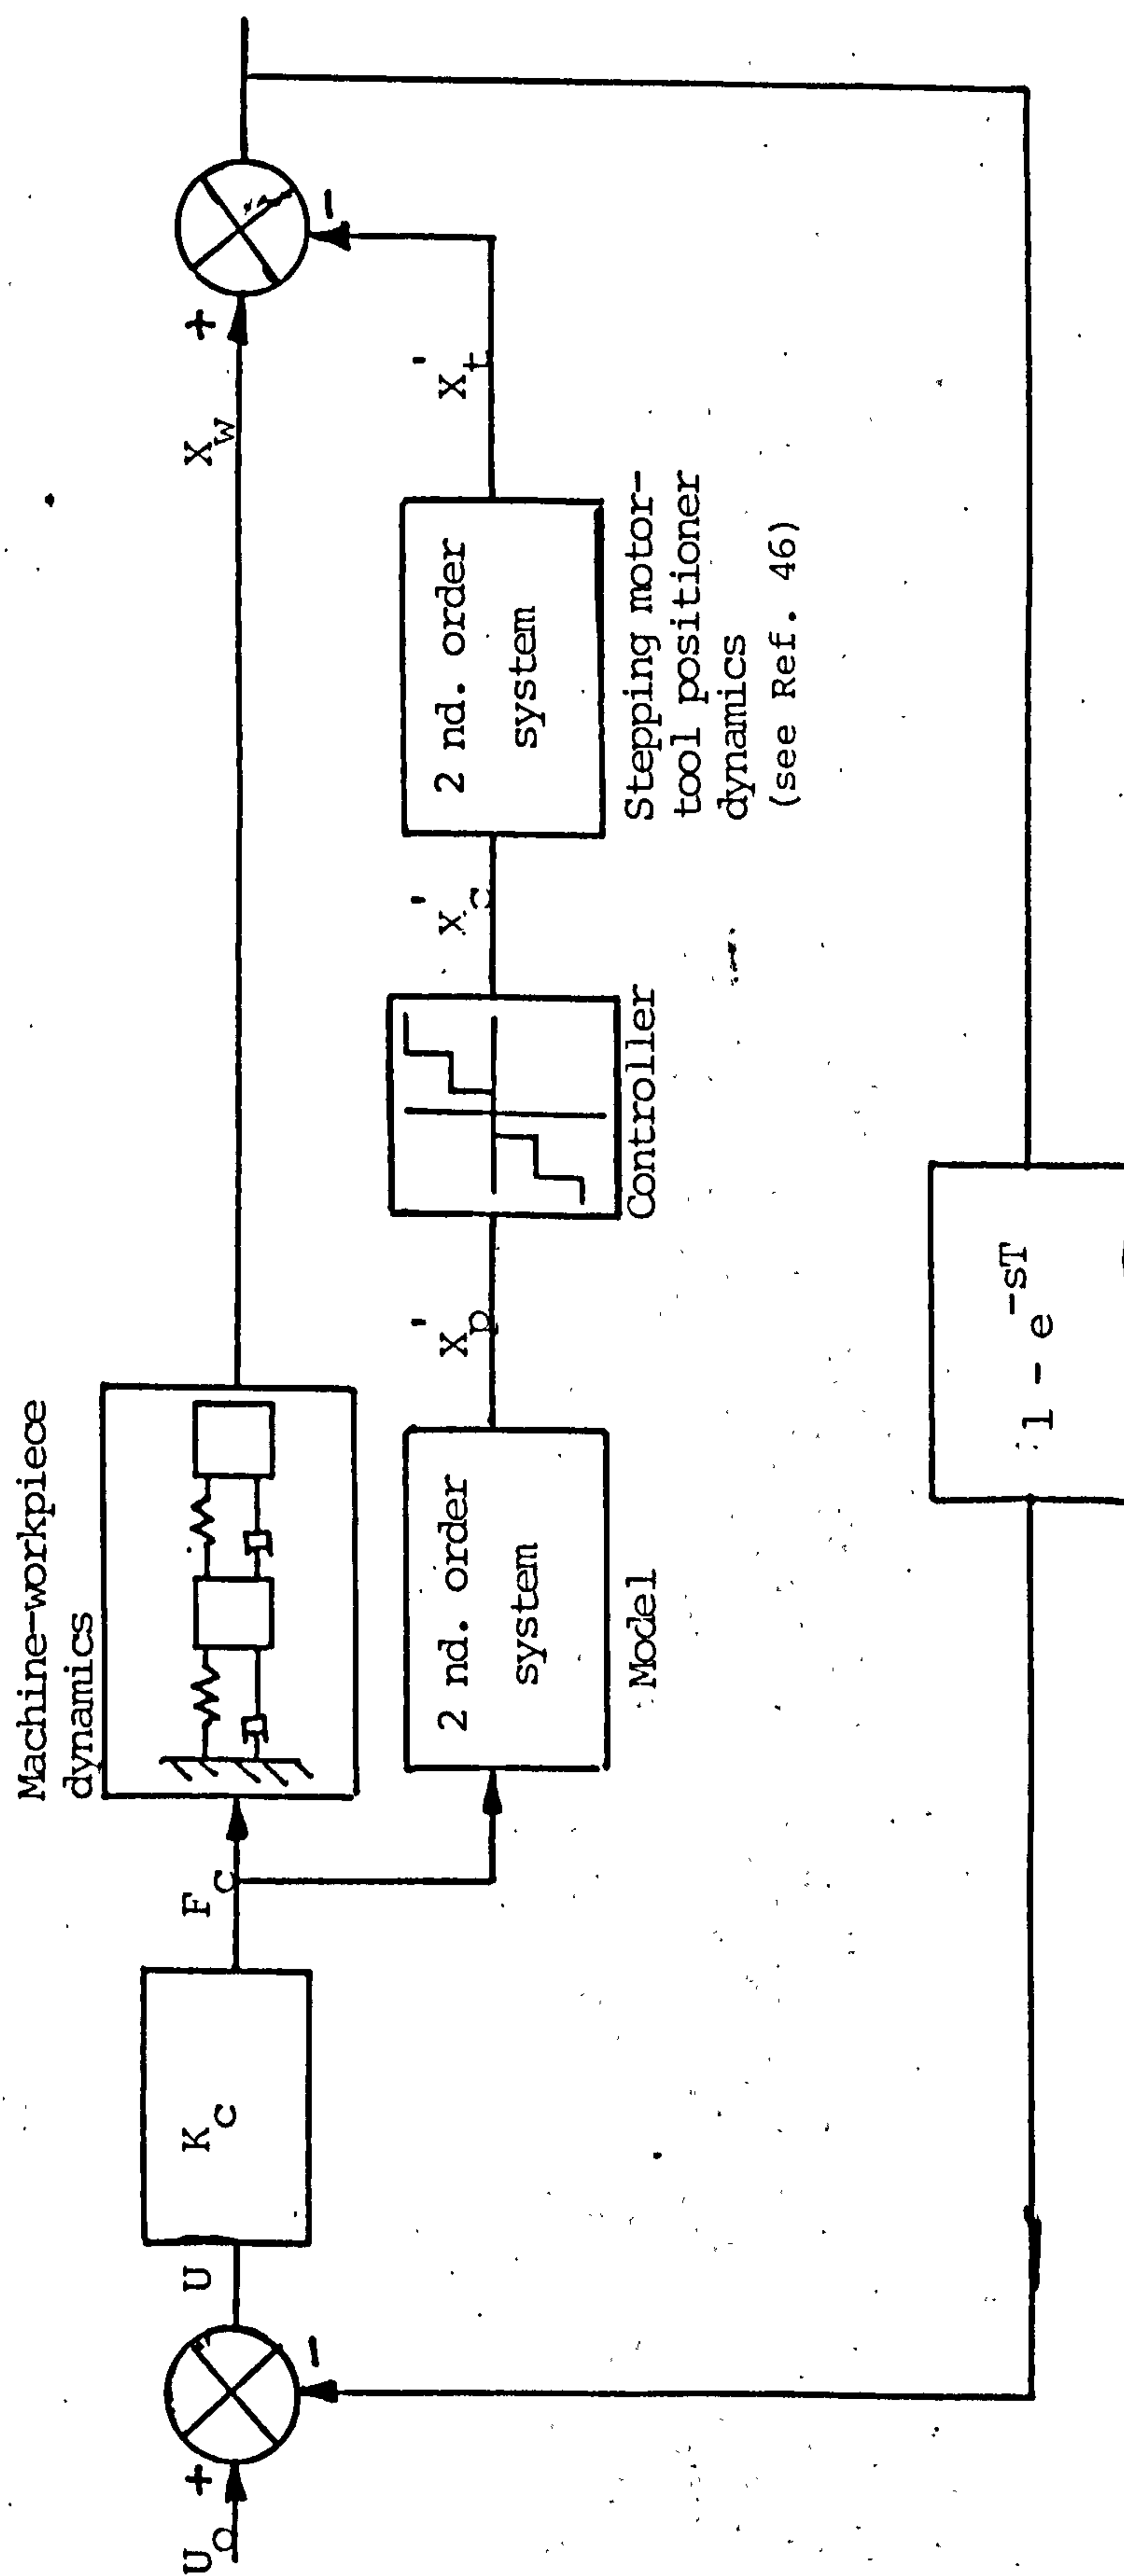 Machine-workpiece
dynamics
U_o
+
-
U
K_c
F_c
X_w
+
-
2 nd. order
system
Model
X_p'
Controller
X_c'
2 nd. order
system
Stepping motor-
tool positioner
dynamics
(see Ref. 46)
X_t'
1 - e^-sT